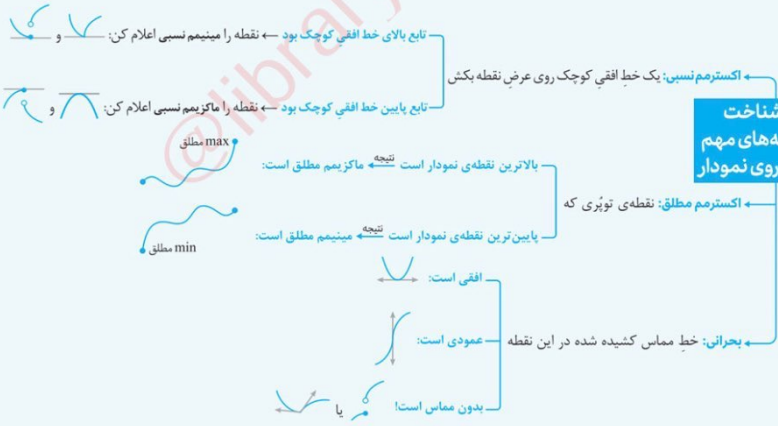 شناخت
ه‌های مهم
روی نمودار
اکسترمم نسبی: یک خطِ افقیِ کوچک روی عرضِ نقطه بکش
تابع بالای خط افقیِ کوچک بود ← نقطه را مینیمم نسبی اعلام کن: و
تابع پایین خط افقیِ کوچک بود ← نقطه را ماکزیمم نسبی اعلام کن: و
اکسترمم مطلق: نقطه‌ی توپُری که
بالاترین نقطه‌ی نمودار است نتیجه ماکزیمم مطلق است:
max مطلق
پایین‌ترین نقطه‌ی نمودار است نتیجه مینیمم مطلق است:
min مطلق
بحرانی: خطِ مماس کشیده شده در این نقطه
افقی است:
عمودی است:
بدون مماس است! یا
@library